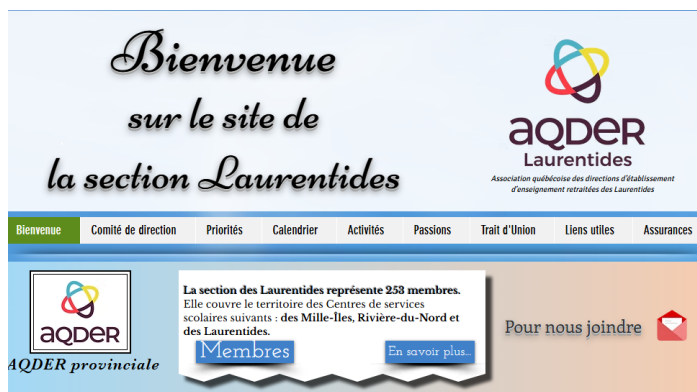 Bienvenue
sur le site de
la section Laurentides
AQDER
Laurentides
Association québécoise des directions d'établissement
d'enseignement retraitées des Laurentides
Bienvenue Comité de direction Priorités Calendrier Activités Passions Trait d'Union Liens utiles Assurances
AQDER
AQDER provinciale
La section des Laurentides représente 253 membres.
Elle couvre le territoire des Centres de services
scolaires suivants : des Mille-Îles, Rivière-du-Nord et
des Laurentides.
Membres
En savoir plus...
Pour nous joindre